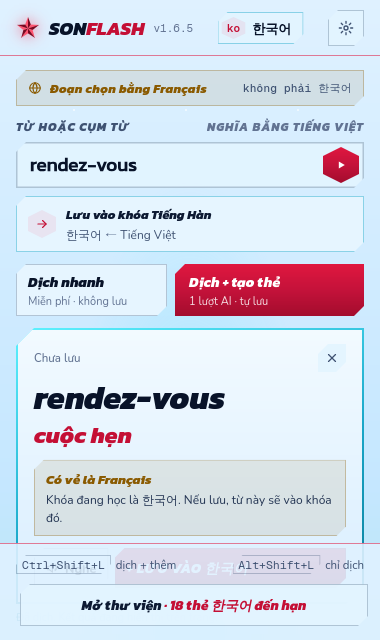 SONFLASH v1.6.5 ko 한국어
Đoạn chọn bằng Français không phải 한국어
TỪ HOẶC CỤM TỪ NGHĨA BẰNG TIẾNG VIỆT
rendez-vous
Lưu vào khóa Tiếng Hàn
한국어 ← Tiếng Việt
Dịch nhanh
Miễn phí · không lưu
Dịch + tạo thẻ
1 lượt AI · tự lưu
Chưa lưu
rendez-vous
cuộc hẹn
Có vẻ là Français
Khóa đang học là 한국어. Nếu lưu, từ này sẽ vào khóa
đó.
Ctrl+Shift+L dịch + thêm Alt+Shift+L chỉ dịch
Mở thư viện · 18 thẻ 한국어 đến hạn